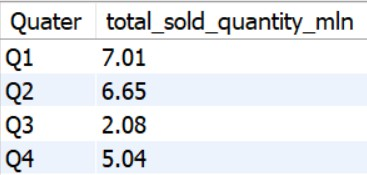 Quater total_sold_quantity_mln
Q1 7.01
Q2 6.65
Q3 2.08
Q4 5.04